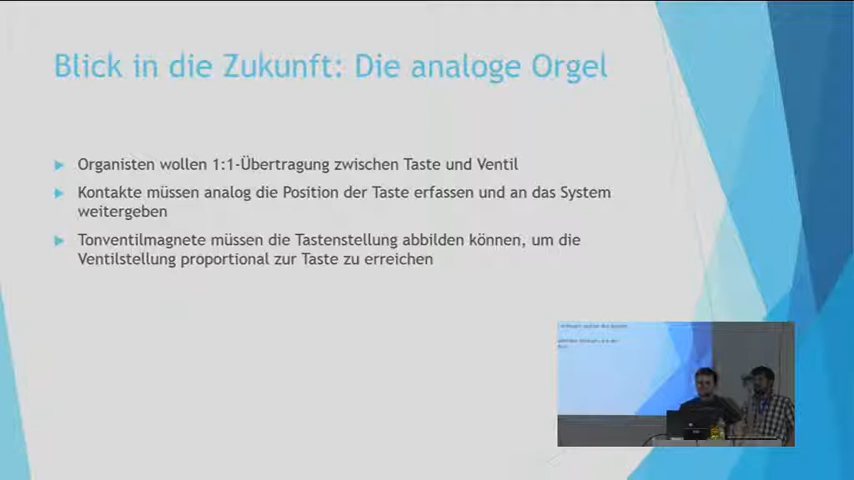 Blick in die Zukunft: Die analoge Orgel
Organisten wollen 1:1-Übertragung zwischen Taste und Ventil
Kontakte müssen analog die Position der Taste erfassen und an das System
weitergeben
Tonventilmagnete müssen die Tastenstellung abbilden können, um die
Ventilstellung proportional zur Taste zu erreichen